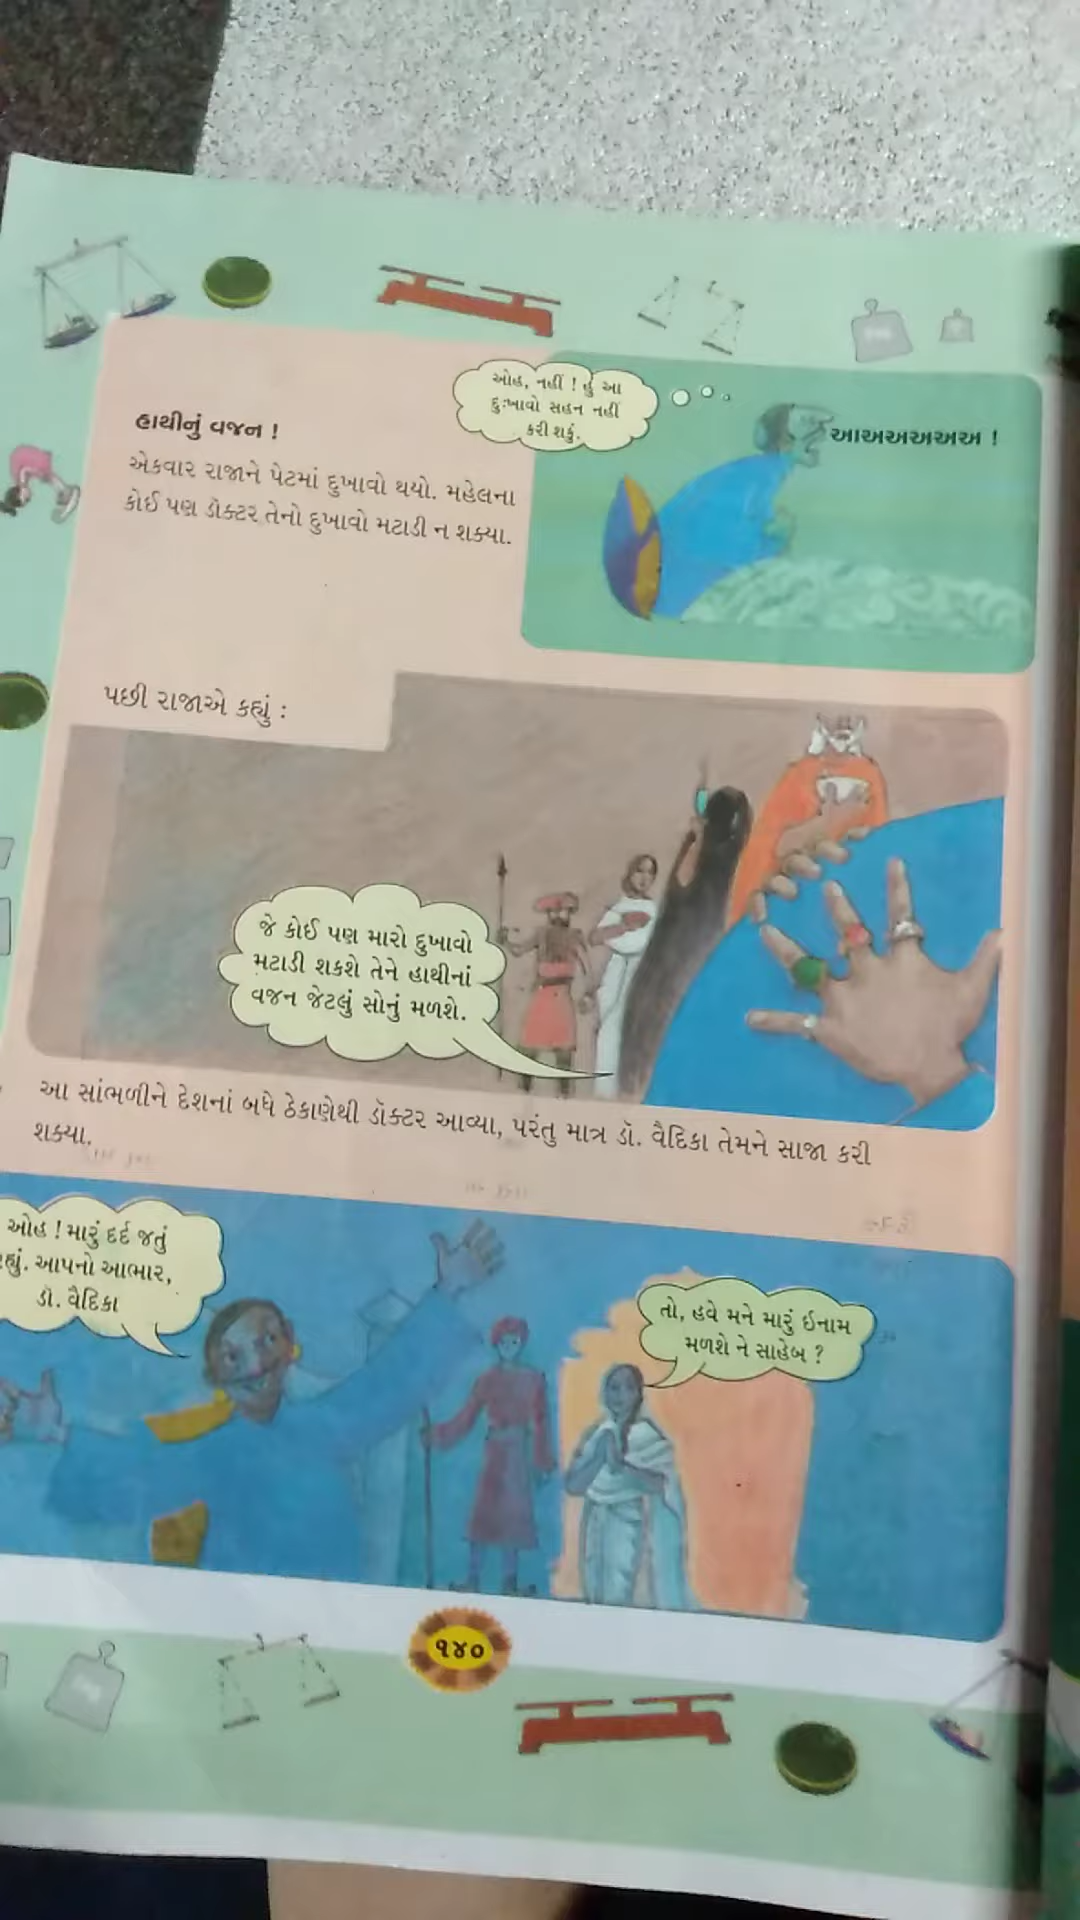 ઓહ, નહીં ! હું આ
દુઃખાવો સહન નહીં
કરી શકું.
આઅઅઅઅઅઅ !
હાથીનું વજન !
એકવાર રાજાને પેટમાં દુખાવો થયો. મહેલના
કોઈ પણ ડૉક્ટર તેનો દુખાવો મટાડી ન શક્યા.
પછી રાજાએ કહ્યું :
જે કોઈ પણ મારો દુખાવો
મટાડી શકશે તેને હાથીનાં
વજન જેટલું સોનું મળશે.
આ સાંભળીને દેશનાં બધે ઠેકાણેથી ડૉક્ટર આવ્યા, પરંતુ માત્ર ડૉ. વૈદિકા તેમને સાજા કરી
શક્યા.
ઓહ ! મારું દર્દ જતું
આપનો આભાર,
ડૉ. વૈદિકા
તો, હવે મને મારું ઈનામ
મળશે ને સાહેબ ?
૧૪૦